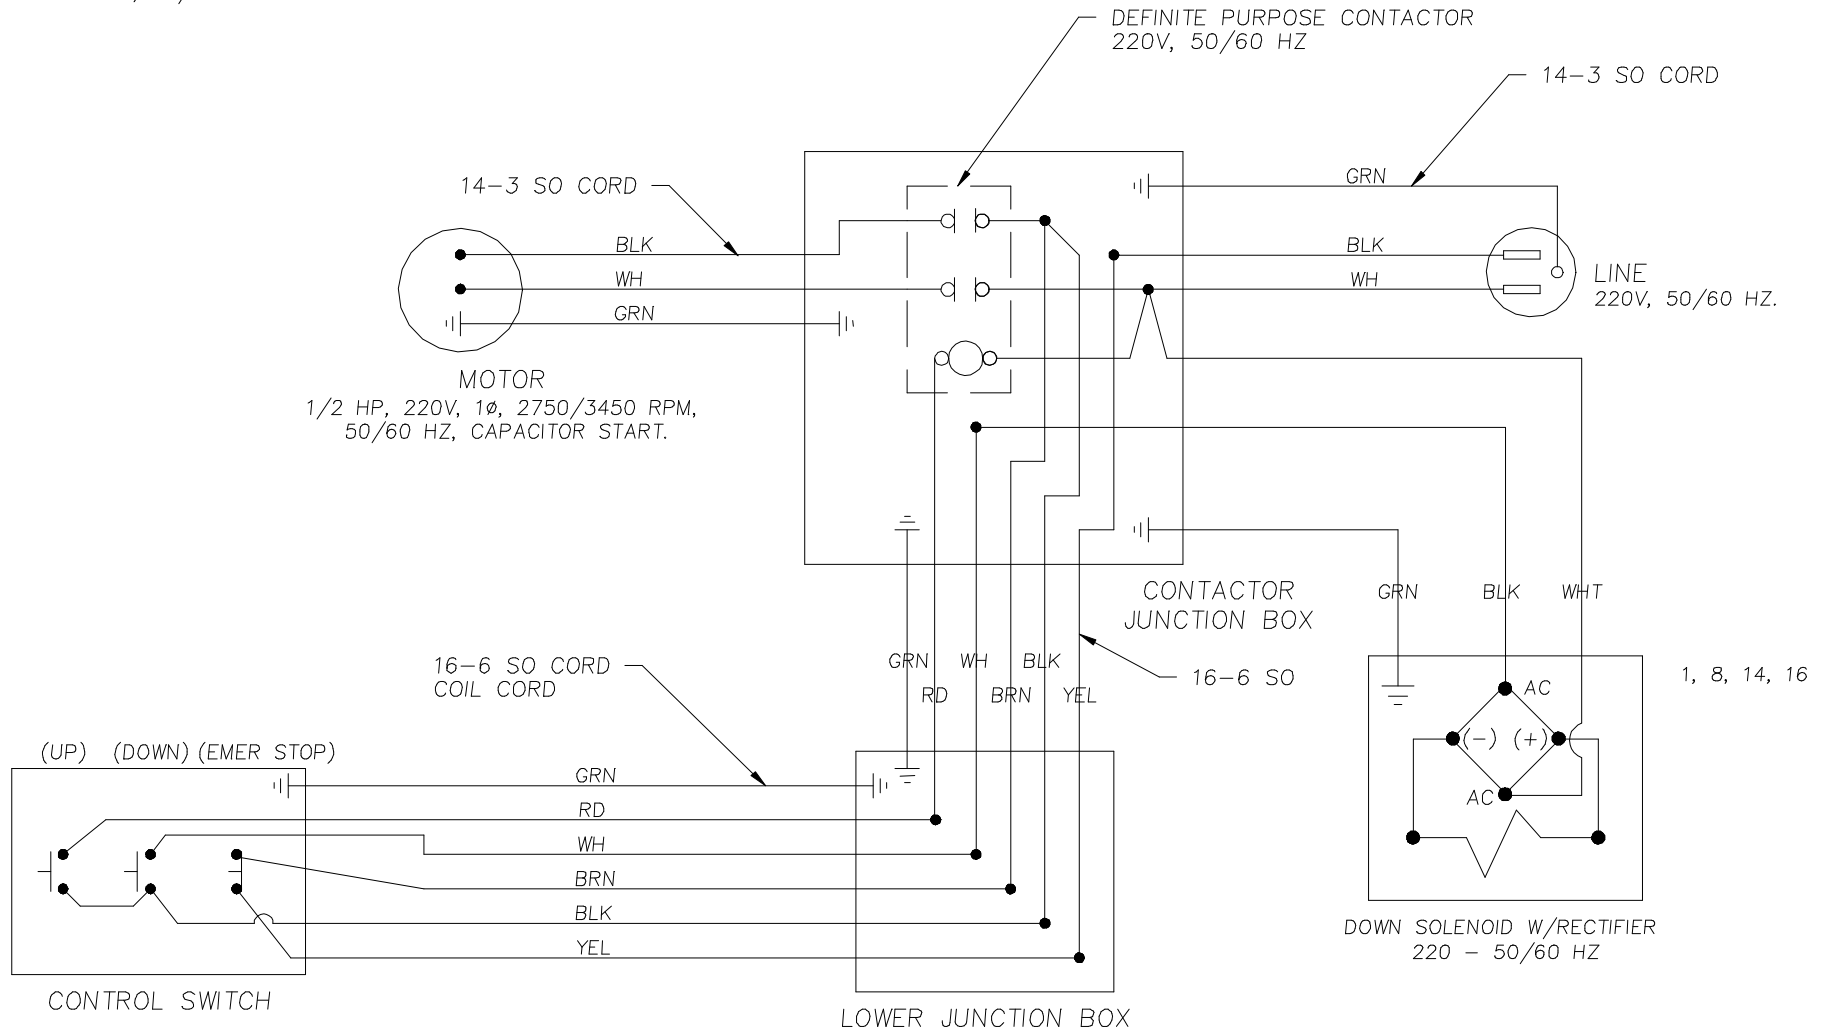 DEFINITE PURPOSE CONTACTOR
220V, 50/60 HZ
14-3 SO CORD
14-3 SO CORD
GRN
BLK
BLK
WH
WH
GRN
LINE
220V, 50/60 HZ.
MOTOR
1/2 HP, 220V, 1ø, 2750/3450 RPM,
50/60 HZ, CAPACITOR START.
CONTACTOR
JUNCTION BOX
GRN
BLK
WHT
16-6 SO CORD
COIL CORD
GRN
WH
BLK
RD
BRN
YEL
16-6 SO
1, 8, 14, 16
AC
(-)
(+)
AC
(UP)
(DOWN)
(EMER STOP)
GRN
RD
WH
BRN
BLK
YEL
DOWN SOLENOID W/RECTIFIER
220 - 50/60 HZ
CONTROL SWITCH
LOWER JUNCTION BOX